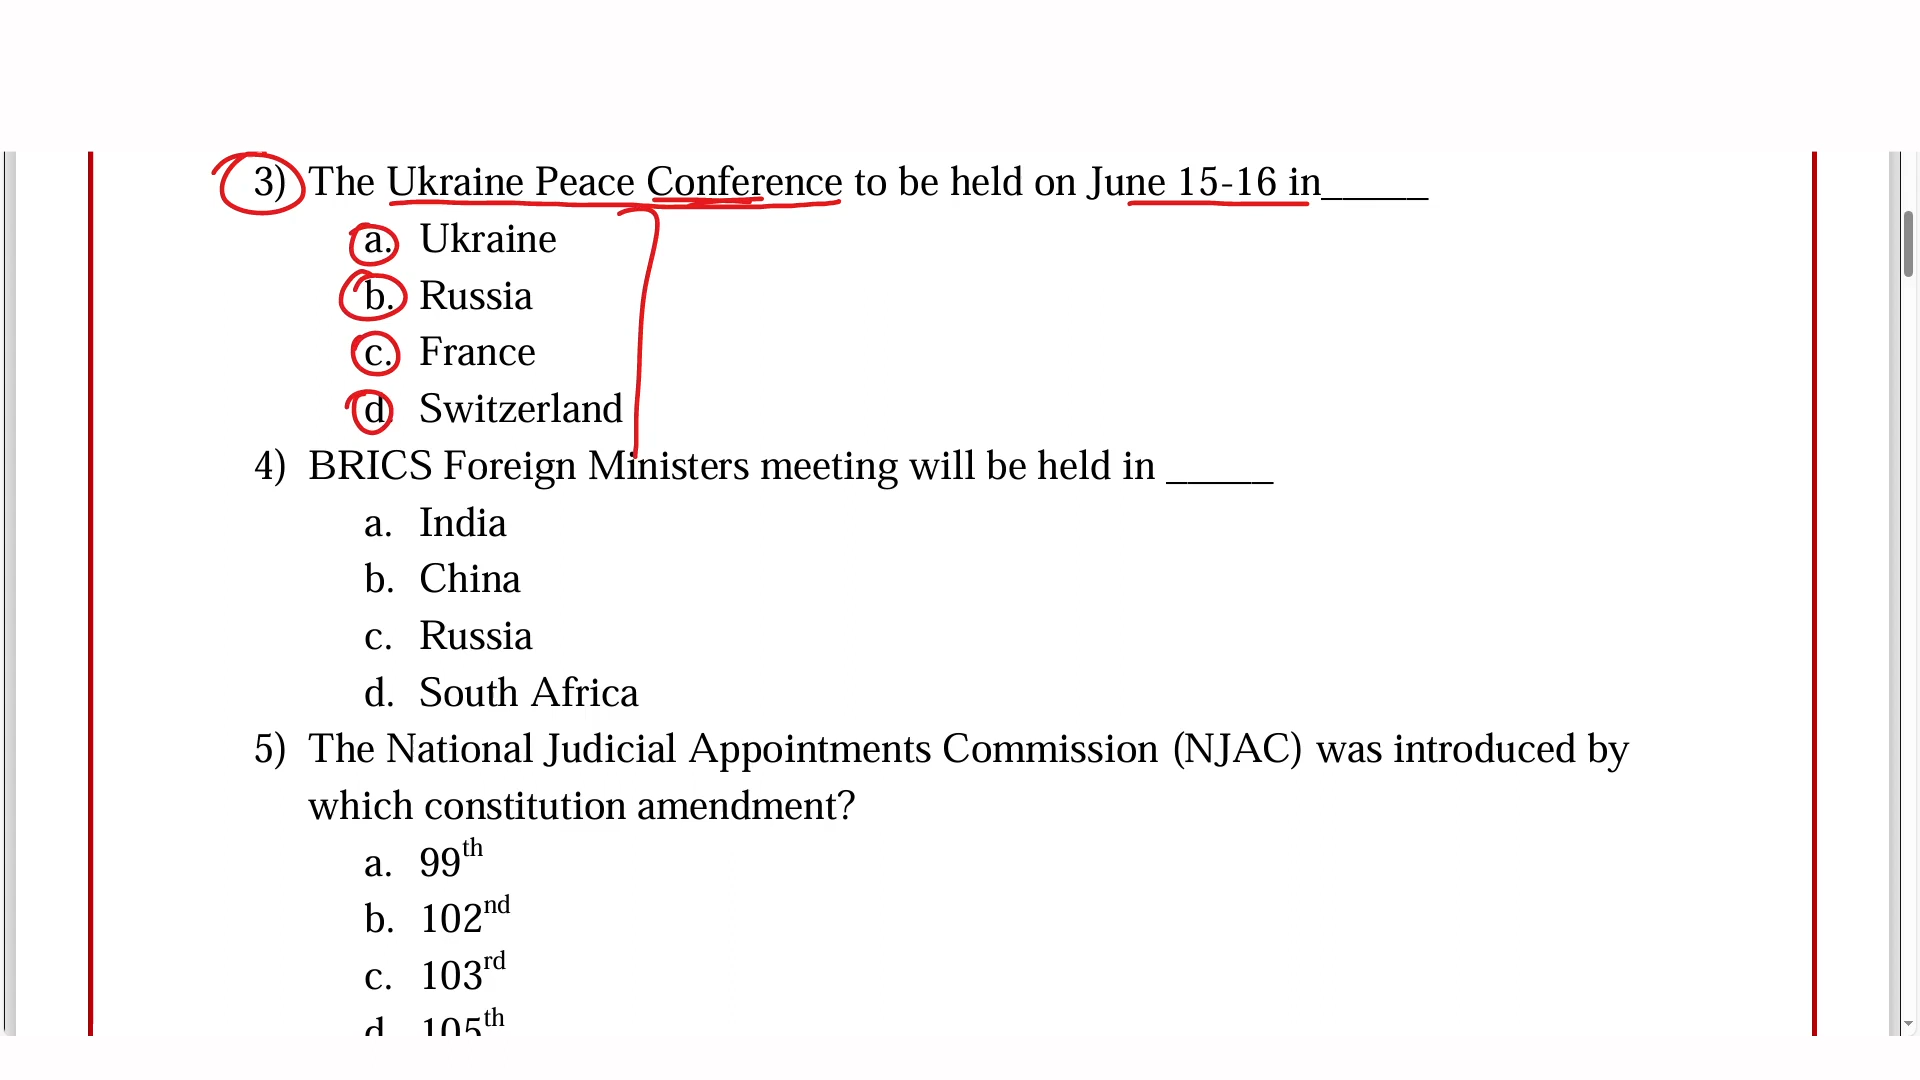 3) The Ukraine Peace Conference to be held on June 15-16 in_____
a. Ukraine
b. Russia
c. France
d. Switzerland
4) BRICS Foreign Ministers meeting will be held in _____
a. India
b. China
c. Russia
d. South Africa
5) The National Judicial Appointments Commission (NJAC) was introduced by
which constitution amendment?
a. 99th
b. 102nd
c. 103rd
d. 105th